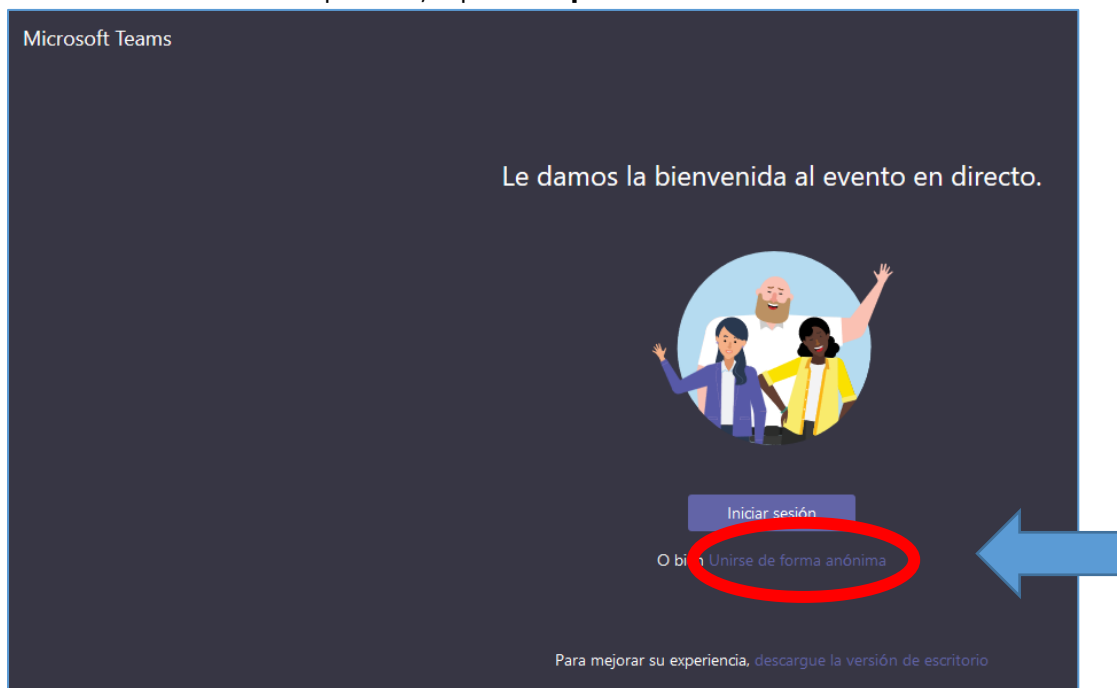 Microsoft Teams
Le damos la bienvenida al evento en directo.
Iniciar sesión
O bien Unirse de forma anónima
Para mejorar su experiencia, descargue la versión de escritorio